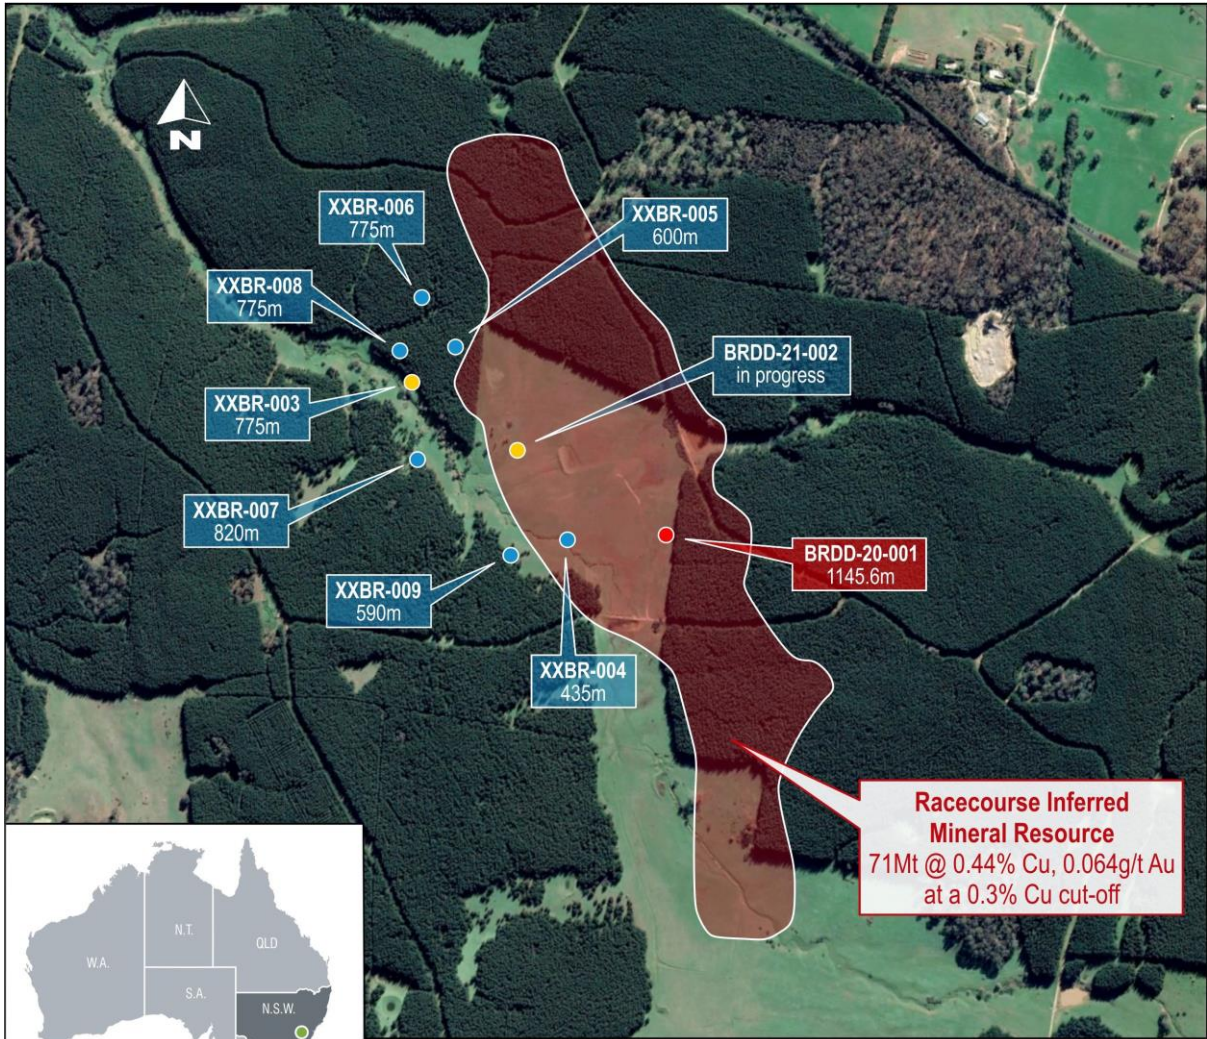 N
XXBR-006
775m
XXBR-005
600m
XXBR-008
775m
BRDD-21-002
in progress
XXBR-003
775m
XXBR-007
820m
BRDD-20-001
1145.6m
XXBR-009
590m
XXBR-004
435m
Racecourse Inferred
Mineral Resource
71Mt @ 0.44% Cu, 0.064g/t Au
at a 0.3% Cu cut-off
N.T.
QLD
W.A.
S.A.
N.S.W.